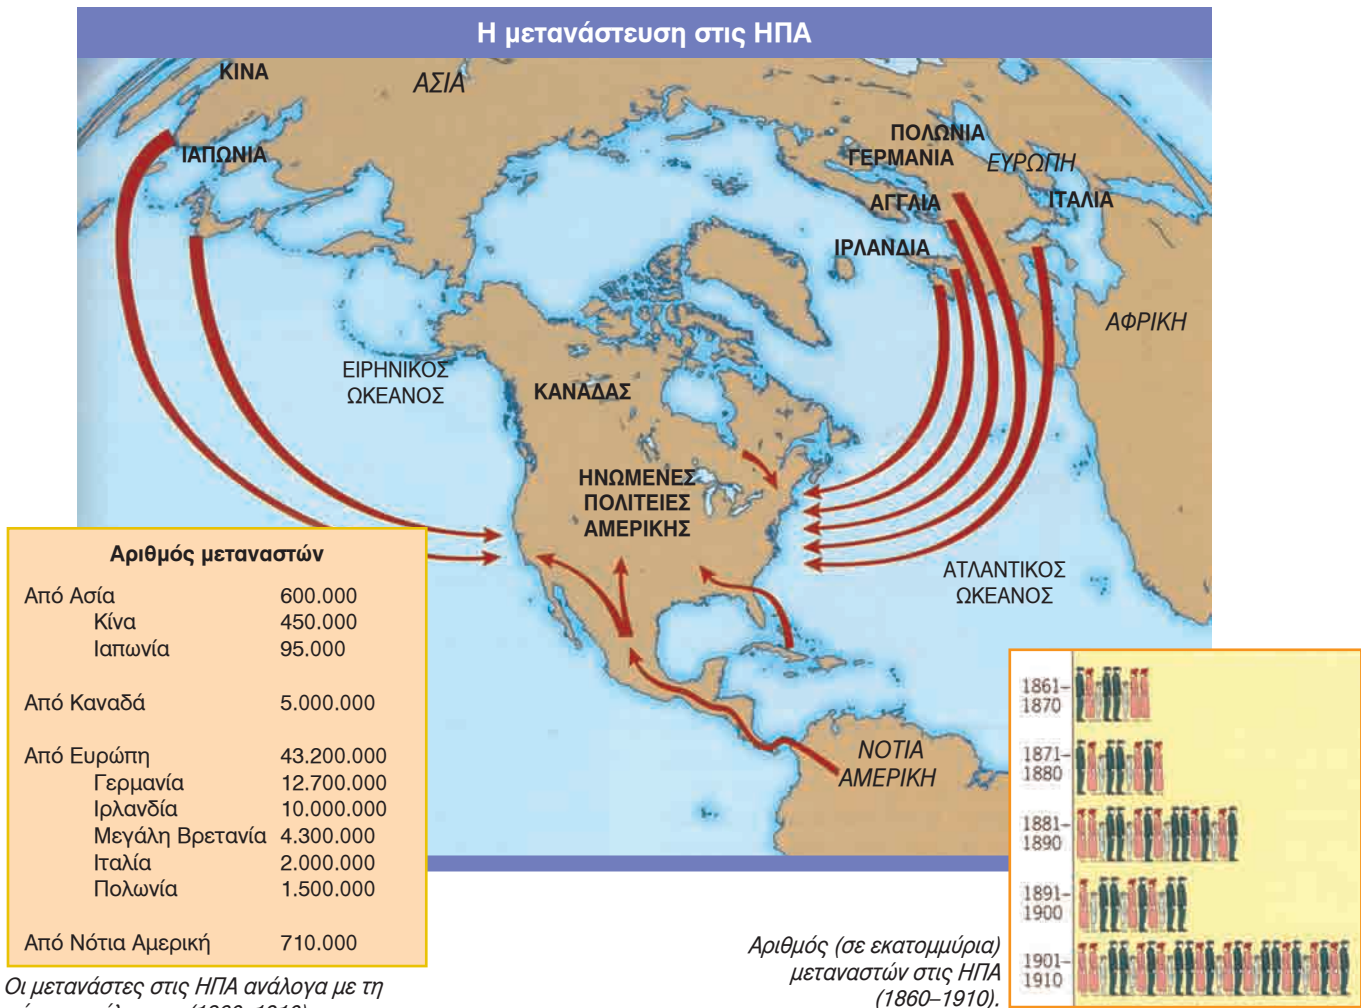 Η μετανάστευση στις ΗΠΑ
ΚΙΝΑ
ΑΣΙΑ
ΙΑΠΩΝΙΑ
ΠΟΛΩΝΙΑ
ΓΕΡΜΑΝΙΑ
ΕΥΡΩΠΗ
ΑΓΓΛΙΑ
ΙΤΑΛΙΑ
ΙΡΛΑΝΔΙΑ
ΑΦΡΙΚΗ
ΕΙΡΗΝΙΚΟΣ
ΩΚΕΑΝΟΣ
ΚΑΝΑΔΑΣ
ΗΝΩΜΕΝΕΣ
ΠΟΛΙΤΕΙΕΣ
ΑΜΕΡΙΚΗΣ
ΑΤΛΑΝΤΙΚΟΣ
ΩΚΕΑΝΟΣ
ΝΟΤΙΑ
ΑΜΕΡΙΚΗ
Αριθμός μεταναστών
Από Ασία 600.000
Κίνα 450.000
Ιαπωνία 95.000
Από Καναδά 5.000.000
Από Ευρώπη 43.200.000
Γερμανία 12.700.000
Ιρλανδία 10.000.000
Μεγάλη Βρετανία 4.300.000
Ιταλία 2.000.000
Πολωνία 1.500.000
Από Νότια Αμερική 710.000
Οι μετανάστες στις ΗΠΑ ανάλογα με τη
1861–
1870
1871–
1880
1881–
1890
1891–
1900
1901–
1910
Αριθμός (σε εκατομμύρια)
μεταναστών στις ΗΠΑ
(1860–1910).